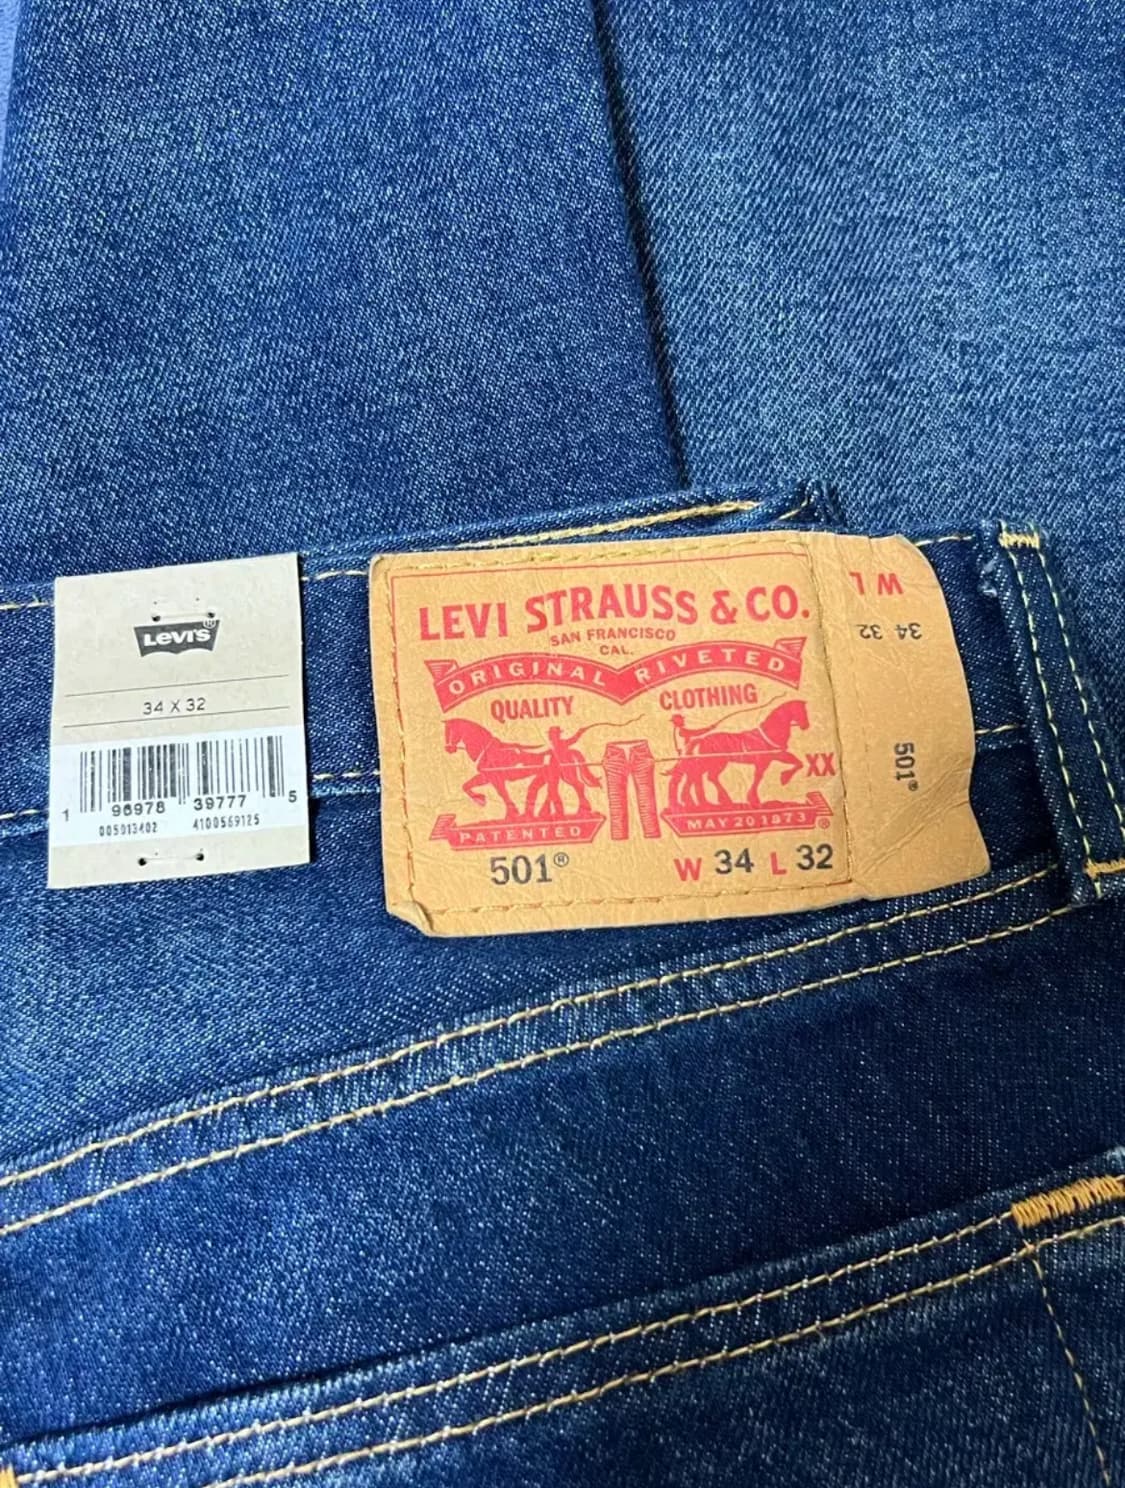 LEVI'S®
34 X 32
1 96978 39777 5
005013402 4100569125
LEVI STRAUSS & CO.
SAN FRANCISCO
CAL.
ORIGINAL RIVETED
QUALITY CLOTHING
XX
PATENTED MAY 20 1873 ®
501® W 34 L 32
W L
34 32
501®